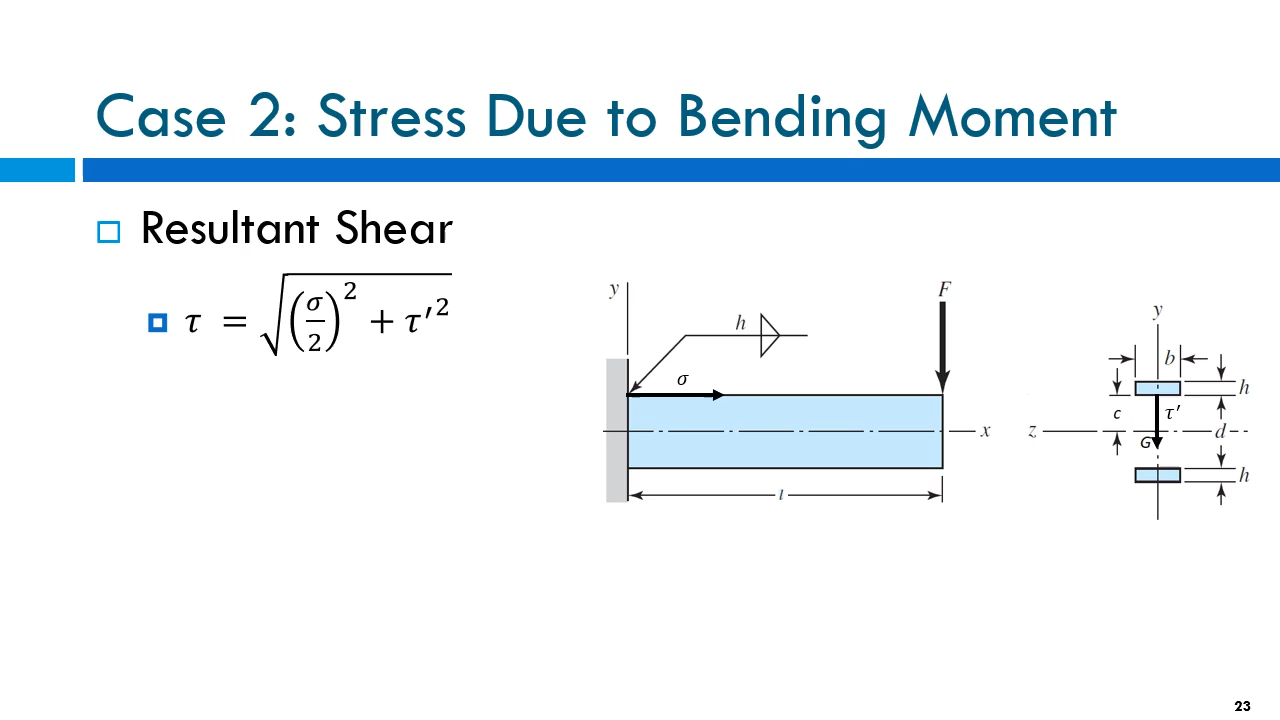 Case 2: Stress Due to Bending Moment
Resultant Shear
τ = √((σ/2)² + τ′²)
y
F
h
σ
x
l
y
b
h
c
τ′
z
G
d
h
23